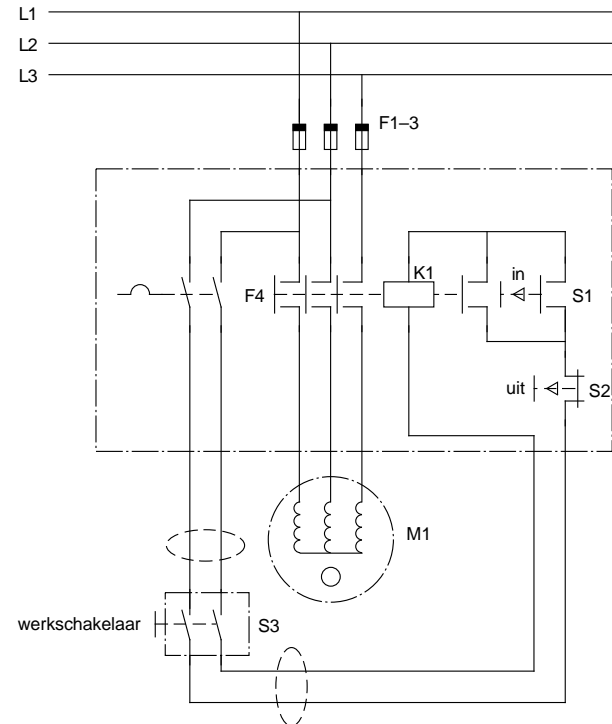 L1
L2
L3
F1–3
K1
in
F4
S1
uit
S2
M1
werkschakelaar
S3